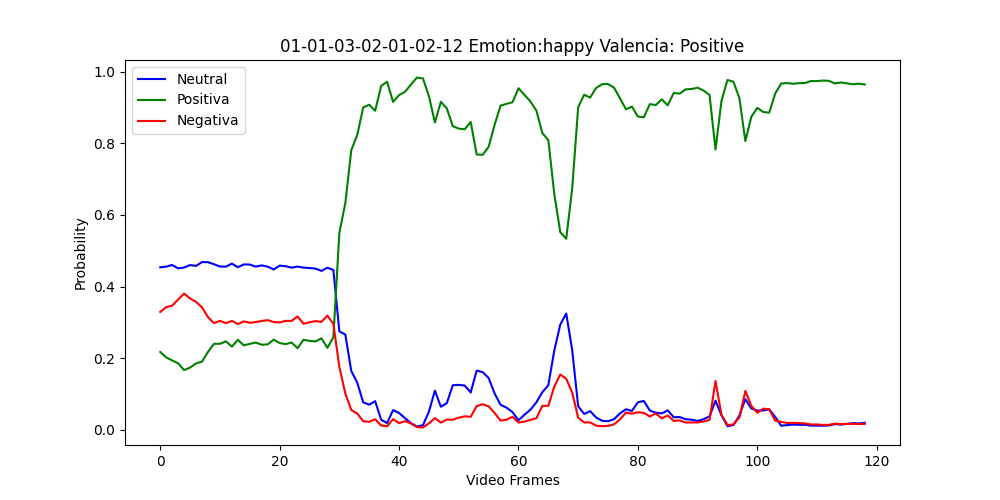 01-01-03-02-01-02-12 Emotion:happy Valencia: Positive
Neutral
Positiva
Negativa
1.0
0.8
0.6
0.4
0.2
0.0
Probability
0 20 40 60 80 100 120
Video Frames